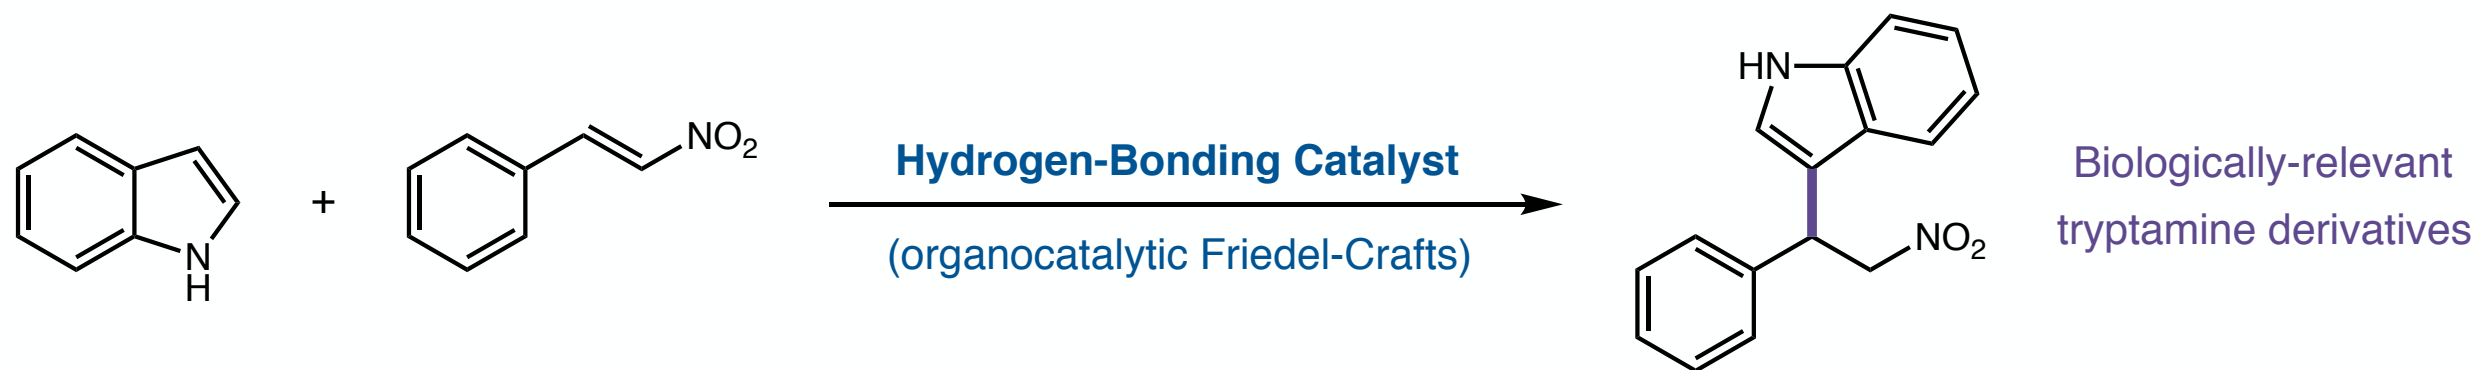 N
H
+
NO2
Hydrogen-Bonding Catalyst
(organocatalytic Friedel-Crafts)
HN
NO2
Biologically-relevant
tryptamine derivatives